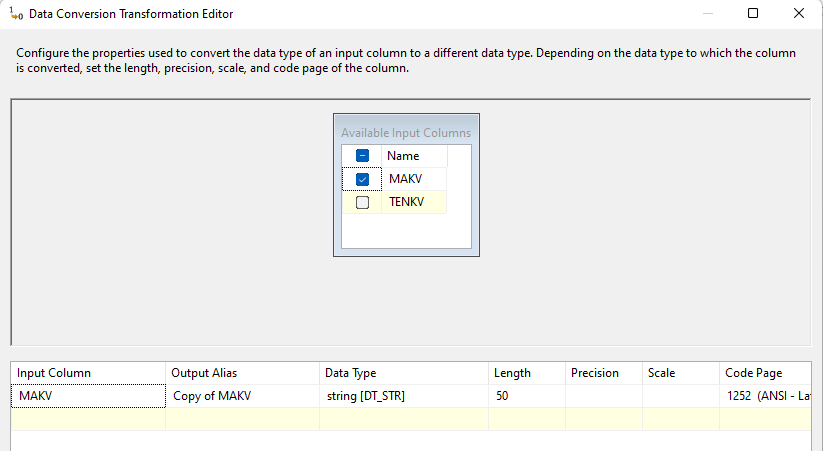 Data Conversion Transformation Editor
Configure the properties used to convert the data type of an input column to a different data type. Depending on the data type to which the column
is converted, set the length, precision, scale, and code page of the column.
Available Input Columns
Name
MAKV
TENKV
Input Column Output Alias Data Type Length Precision Scale Code Page
MAKV Copy of MAKV string [DT_STR] 50 1252 (ANSI - La